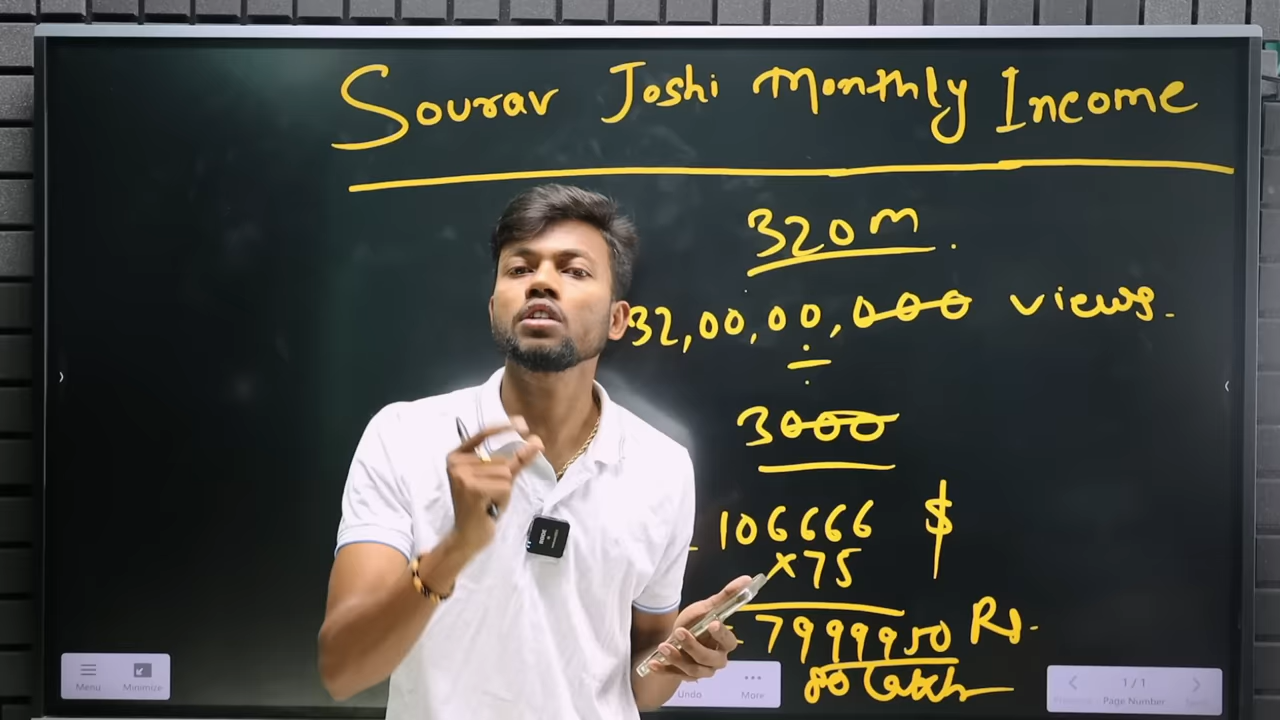 Sourav Joshi Monthly Income
320m.
32,00,00,000 views.
3000
106666 $
×75
= 7999950 Rs.
80 Lakh
Menu
Minimize
Undo
More
1/1
Page Number